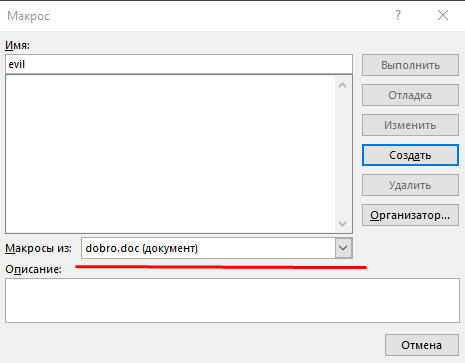 Макрос
?
Имя:
evil
Выполнить
Отладка
Изменить
Создать
Удалить
Организатор...
Макросы из: dobro.doc (документ)
Описание:
Отмена